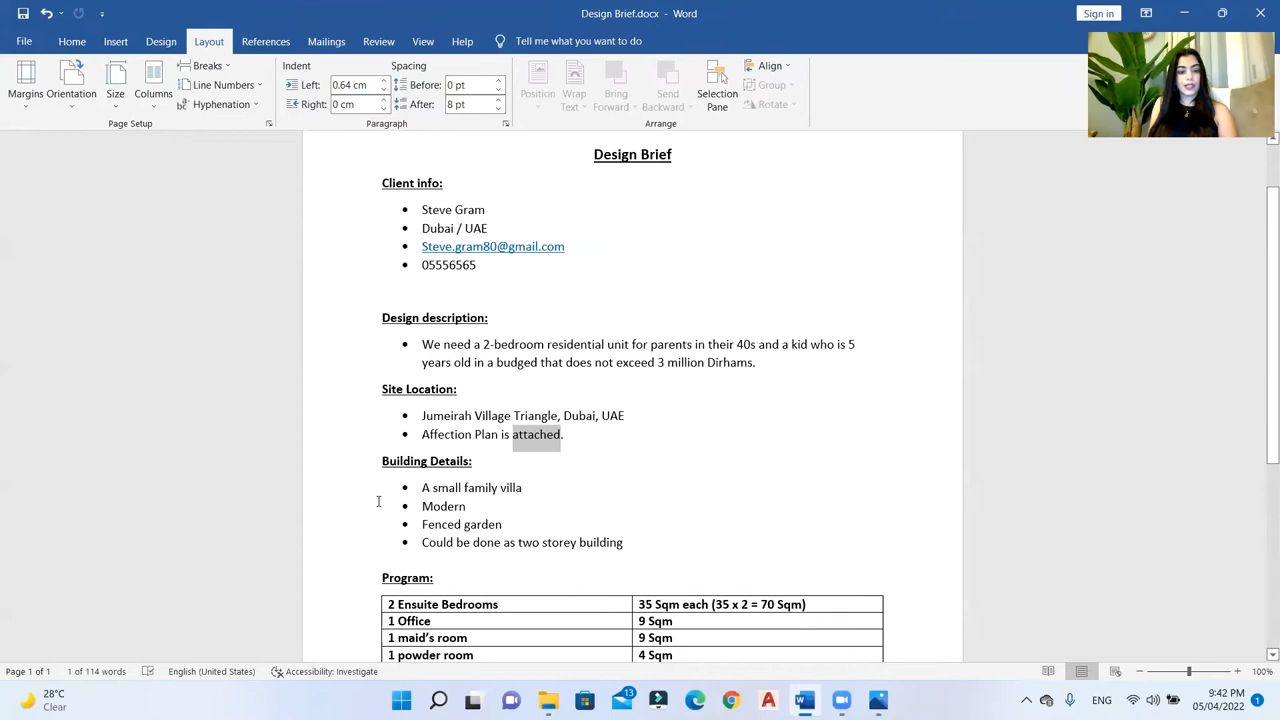 Design Brief.docx - Word
Sign in
File Home Insert Design Layout References Mailings Review View Help Tell me what you want to do
Margins Orientation Size Columns
Breaks
Line Numbers
Hyphenation
Page Setup
Indent Spacing
Left: 0.64 cm Before: 0 pt
Right: 0 cm After: 8 pt
Paragraph
Position Wrap Text Bring Forward Send Backward Selection Pane
Align
Group
Rotate
Arrange
Design Brief
Client info:
• Steve Gram
• Dubai / UAE
• Steve.gram80@gmail.com
• 05556565
Design description:
• We need a 2-bedroom residential unit for parents in their 40s and a kid who is 5
years old in a budged that does not exceed 3 million Dirhams.
Site Location:
• Jumeirah Village Triangle, Dubai, UAE
• Affection Plan is attached.
Building Details:
• A small family villa
• Modern
• Fenced garden
• Could be done as two storey building
Program:
2 Ensuite Bedrooms 35 Sqm each (35 x 2 = 70 Sqm)
1 Office 9 Sqm
1 maid's room 9 Sqm
1 powder room 4 Sqm
Page 1 of 1 1 of 114 words English (United States) Accessibility: Investigate 100%
28°C
Clear
13
ENG
9:42 PM
05/04/2022